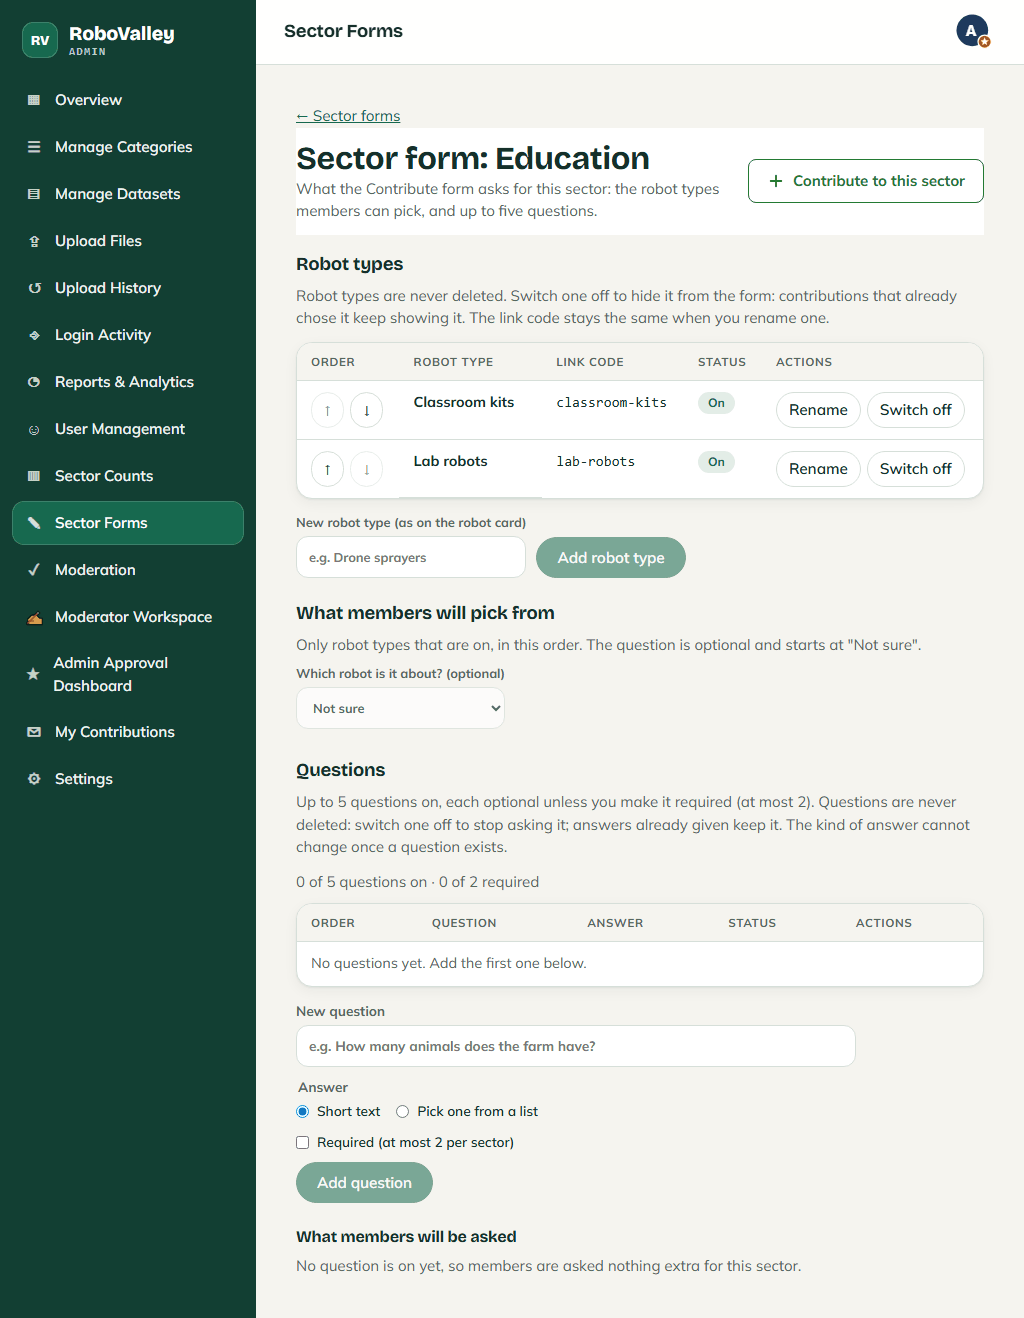 RV
RoboValley
ADMIN
Overview
Manage Categories
Manage Datasets
Upload Files
Upload History
Login Activity
Reports & Analytics
User Management
Sector Counts
Sector Forms
Moderation
Moderator Workspace
Admin Approval
Dashboard
My Contributions
Settings
Sector Forms
A
← Sector forms
Sector form: Education
What the Contribute form asks for this sector: the robot types
members can pick, and up to five questions.
+ Contribute to this sector
Robot types
Robot types are never deleted. Switch one off to hide it from the form: contributions that already
chose it keep showing it. The link code stays the same when you rename one.
ORDER ROBOT TYPE LINK CODE STATUS ACTIONS
↑ ↓ Classroom kits classroom-kits On Rename Switch off
↑ ↓ Lab robots lab-robots On Rename Switch off
New robot type (as on the robot card)
e.g. Drone sprayers
Add robot type
What members will pick from
Only robot types that are on, in this order. The question is optional and starts at "Not sure".
Which robot is it about? (optional)
Not sure
Questions
Up to 5 questions on, each optional unless you make it required (at most 2). Questions are never
deleted: switch one off to stop asking it; answers already given keep it. The kind of answer cannot
change once a question exists.
0 of 5 questions on · 0 of 2 required
ORDER QUESTION ANSWER STATUS ACTIONS
No questions yet. Add the first one below.
New question
e.g. How many animals does the farm have?
Answer
Short text Pick one from a list
Required (at most 2 per sector)
Add question
What members will be asked
No question is on yet, so members are asked nothing extra for this sector.